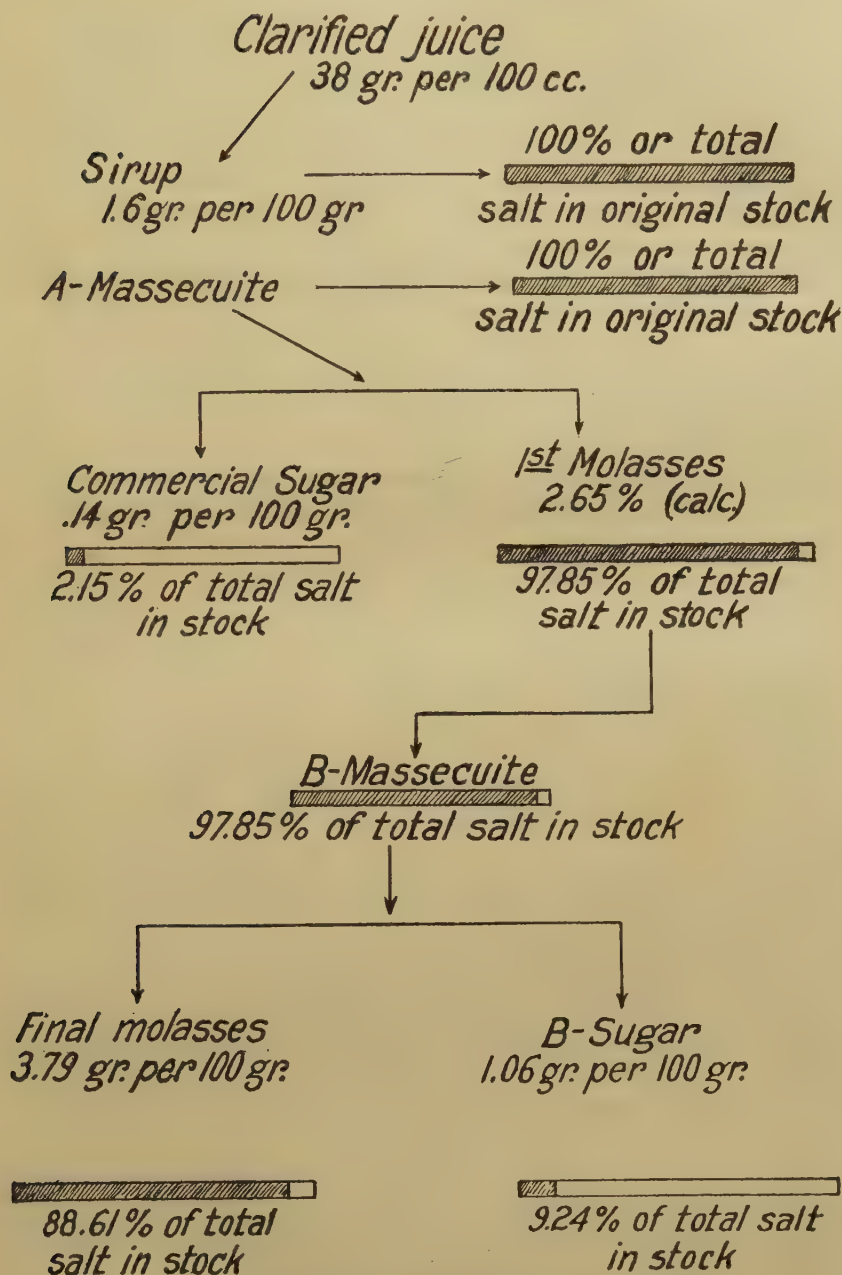 Clarified juice
38 gr. per 100 cc.
Sirup
1.6 gr. per 100 gr
100% or total
salt in original stock
A-Massecuite
100% or total
salt in original stock
Commercial Sugar
.14 gr. per 100 gr.
2.15% of total salt
in stock
1st Molasses
2.65% (calc.)
97.85% of total
salt in stock
B-Massecuite
97.85% of total salt in stock
Final molasses
3.79 gr. per 100 gr.
88.61% of total
salt in stock
B-Sugar
1.06 gr. per 100 gr.
9.24% of total salt
in stock